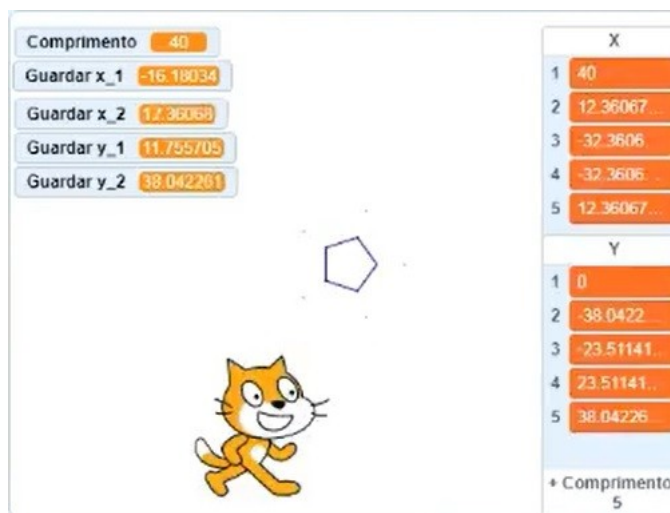 Comprimento 40
Guardar x_1 -16.18034
Guardar x_2 12.36068
Guardar y_1 11.755705
Guardar y_2 38.042261
X
1 40
2 12.36067...
3 -32.3606...
4 -32.3606...
5 12.36067...
Y
1 0
2 -38.0422...
3 -23.51141...
4 23.51141...
5 38.04226...
+ Comprimento
5